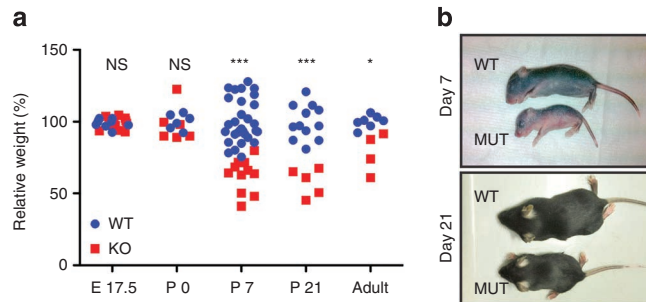 a
150
100
50
0
Relative weight (%)
NS
NS
***
***
*
WT
KO
E 17.5
P 0
P 7
P 21
Adult
b
Day 7
WT
MUT
Day 21
WT
MUT